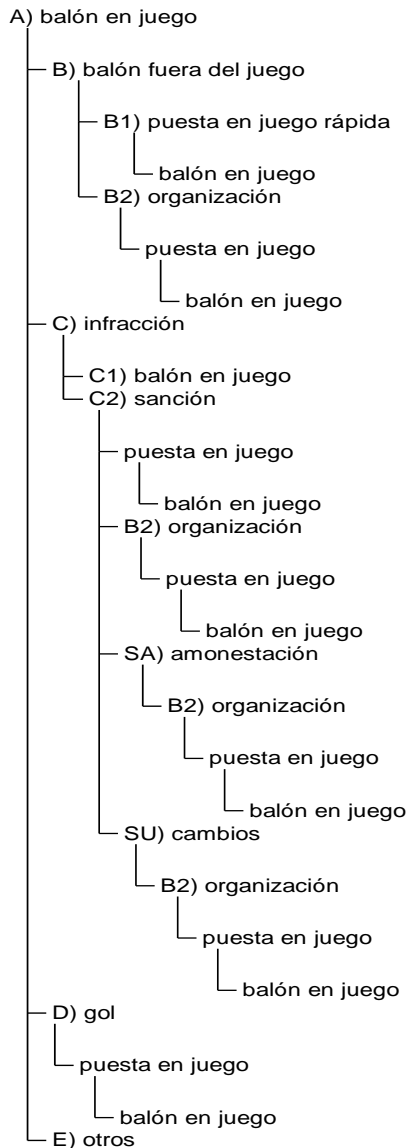 A) balón en juego
B) balón fuera del juego
B1) puesta en juego rápida
balón en juego
B2) organización
puesta en juego
balón en juego
C) infracción
C1) balón en juego
C2) sanción
puesta en juego
balón en juego
B2) organización
puesta en juego
balón en juego
SA) amonestación
B2) organización
puesta en juego
balón en juego
SU) cambios
B2) organización
puesta en juego
balón en juego
D) gol
puesta en juego
balón en juego
E) otros